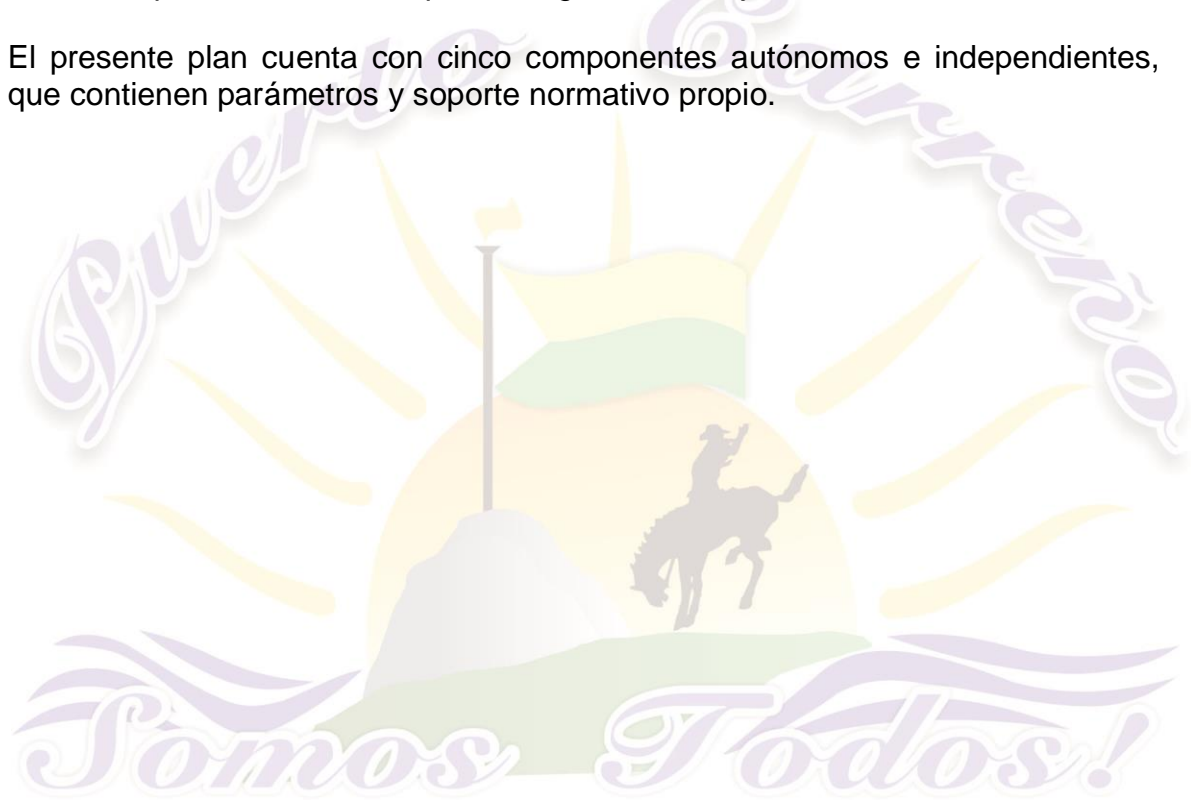 El presente plan cuenta con cinco componentes autónomos e independientes,
que contienen parámetros y soporte normativo propio.
Puerto Carreño
Somos Todos!